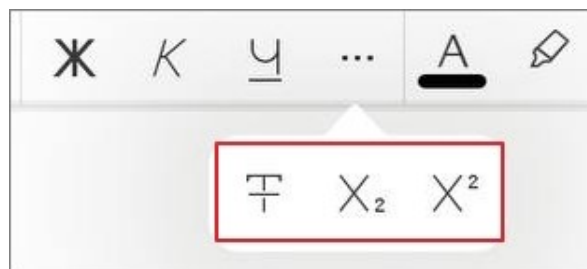 Ж К Ч ... А
Т X₂ X²